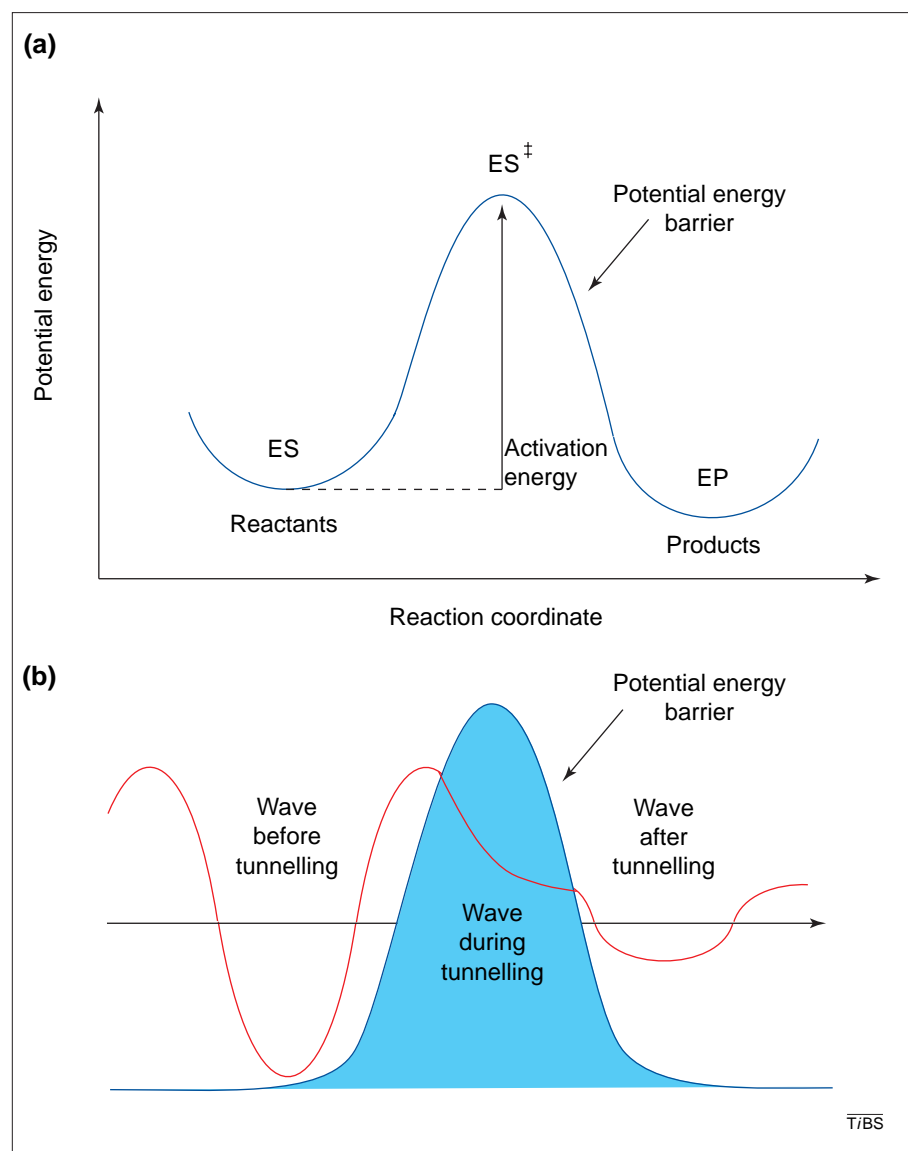 (a)
Potential energy
ES‡
Potential energy
barrier
ES
Activation
energy
EP
Reactants
Products
Reaction coordinate
(b)
Potential energy
barrier
Wave
before
tunnelling
Wave
after
tunnelling
Wave
during
tunnelling
TiBS